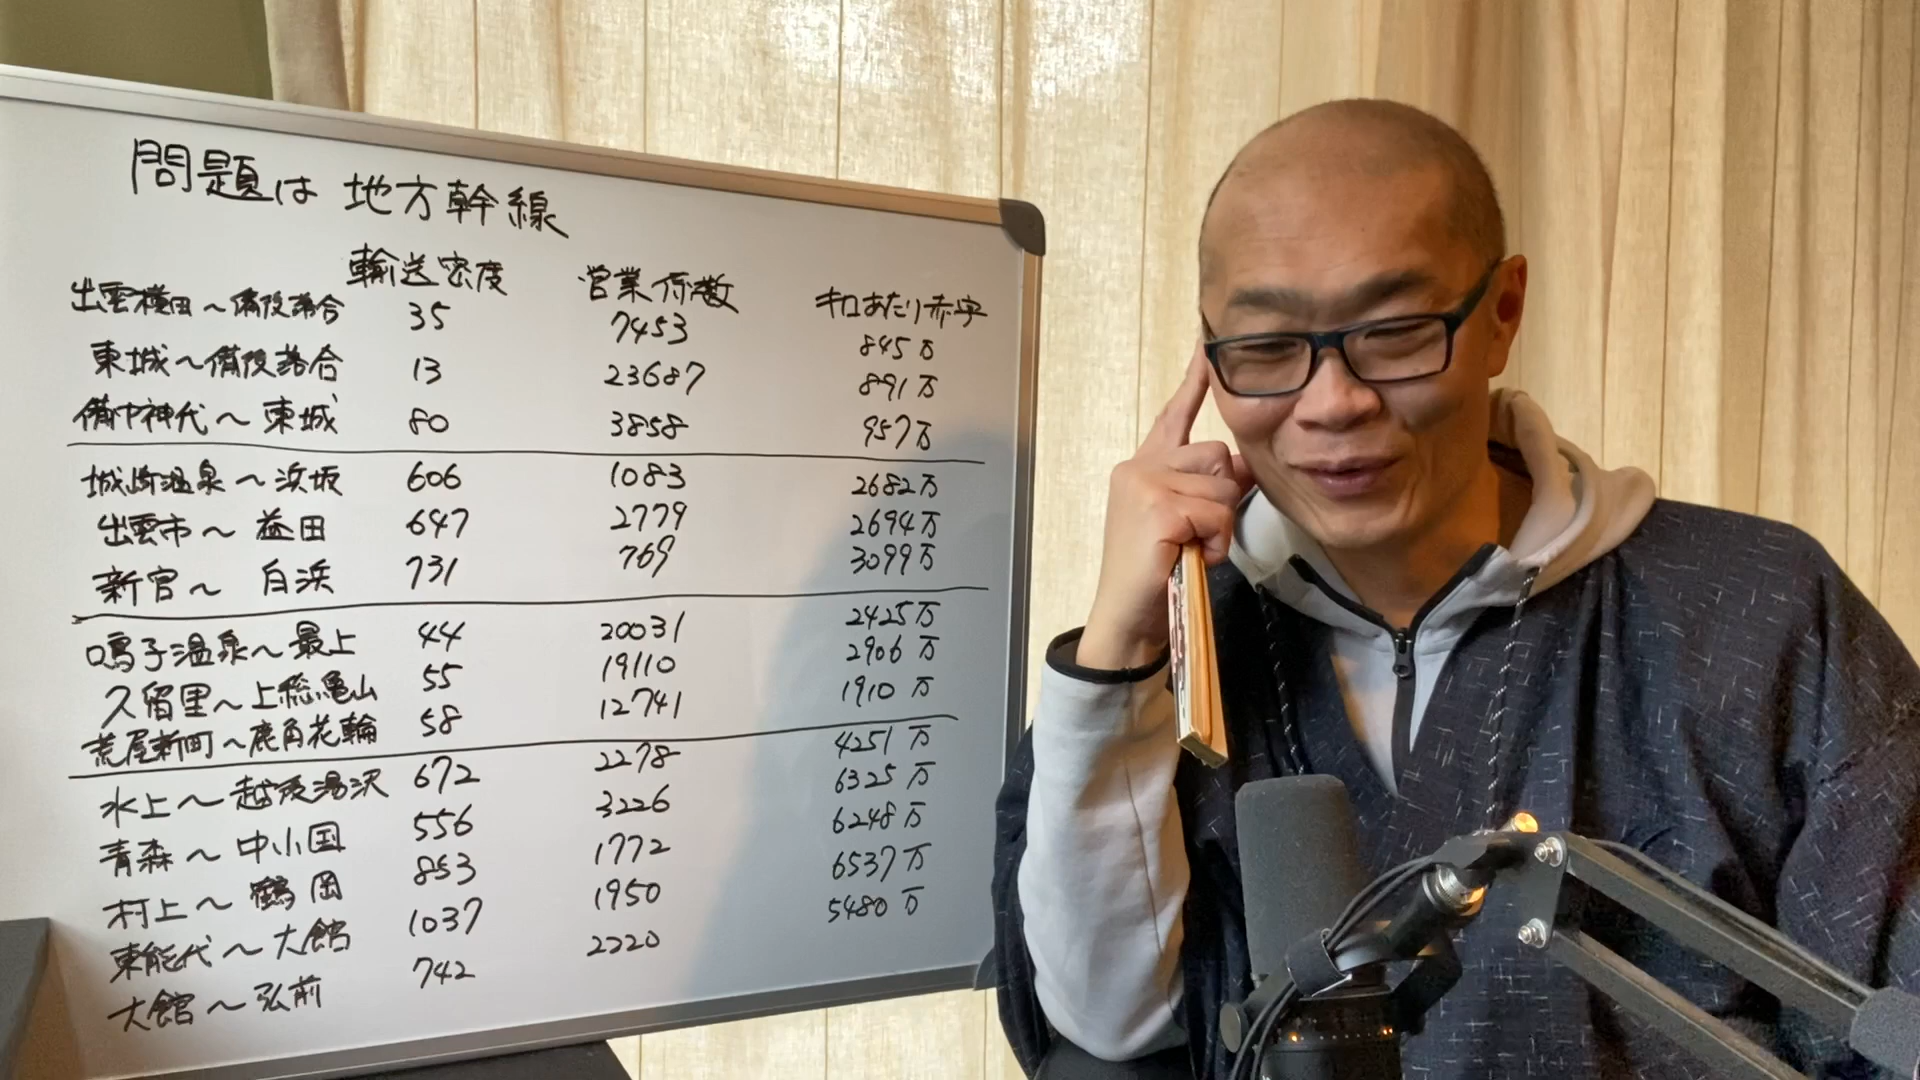 問題は 地方幹線
輸送密度 営業係数 キロあたり赤字
出雲横田～備後落合 35 7453 845万
東城～備後落合 13 23687 891万
備中神代～東城 80 3858 957万
城崎温泉～浜坂 606 1083 2682万
出雲市～益田 647 2779 2694万
新宮～白浜 731 769 3099万
鳴子温泉～最上 44 20031 2425万
久留里～上総亀山 55 19110 2906万
荒屋新町～鹿角花輪 58 12741 1910万
水上～越後湯沢 672 2278 4251万
青森～中小国 556 3226 6325万
村上～鶴岡 853 1772 6248万
東能代～大館 1037 1950 6537万
大館～弘前 742 2220 5480万